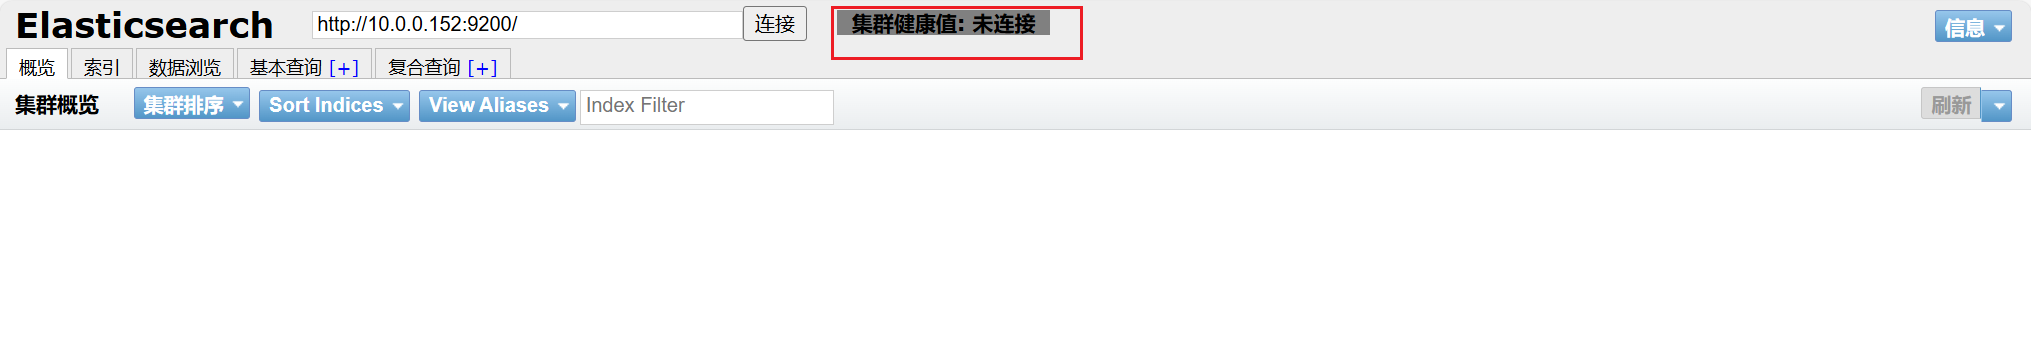 Elasticsearch http://10.0.0.152:9200/ 连接 集群健康值: 未连接 信息
概览 索引 数据浏览 基本查询 [+] 复合查询 [+]
集群概览 集群排序 Sort Indices View Aliases Index Filter 刷新